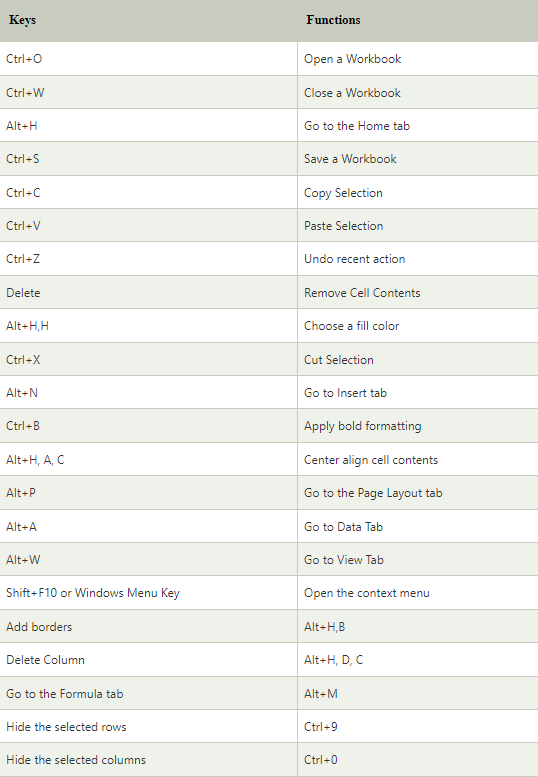 Keys Functions
Ctrl+O Open a Workbook
Ctrl+W Close a Workbook
Alt+H Go to the Home tab
Ctrl+S Save a Workbook
Ctrl+C Copy Selection
Ctrl+V Paste Selection
Ctrl+Z Undo recent action
Delete Remove Cell Contents
Alt+H,H Choose a fill color
Ctrl+X Cut Selection
Alt+N Go to Insert tab
Ctrl+B Apply bold formatting
Alt+H, A, C Center align cell contents
Alt+P Go to the Page Layout tab
Alt+A Go to Data Tab
Alt+W Go to View Tab
Shift+F10 or Windows Menu Key Open the context menu
Add borders Alt+H,B
Delete Column Alt+H, D, C
Go to the Formula tab Alt+M
Hide the selected rows Ctrl+9
Hide the selected columns Ctrl+0